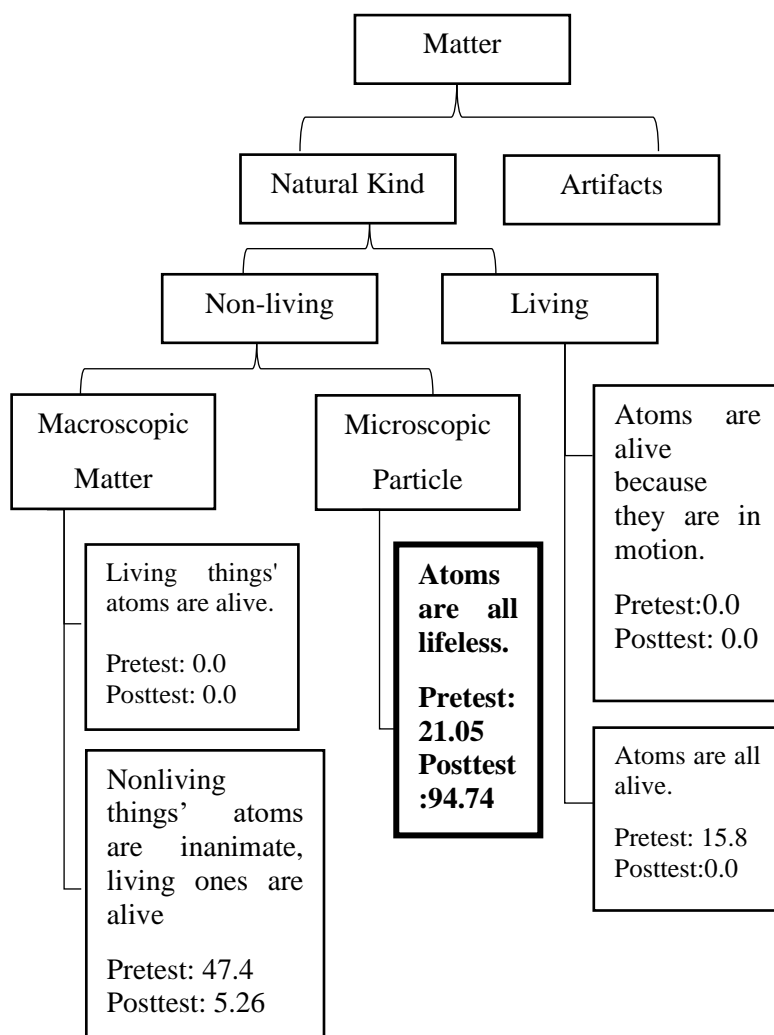 Matter
Natural Kind
Artifacts
Non-living
Living
Macroscopic
Matter
Microscopic
Particle
Living things'
atoms are alive.
Pretest: 0.0
Posttest: 0.0
Nonliving
things’ atoms
are inanimate,
living ones are
alive
Pretest: 47.4
Posttest: 5.26
Atoms
are all
lifeless.
Pretest:
21.05
Posttest
:94.74
Atoms are
alive
because
they are in
motion.
Pretest:0.0
Posttest: 0.0
Atoms are all
alive.
Pretest: 15.8
Posttest:0.0